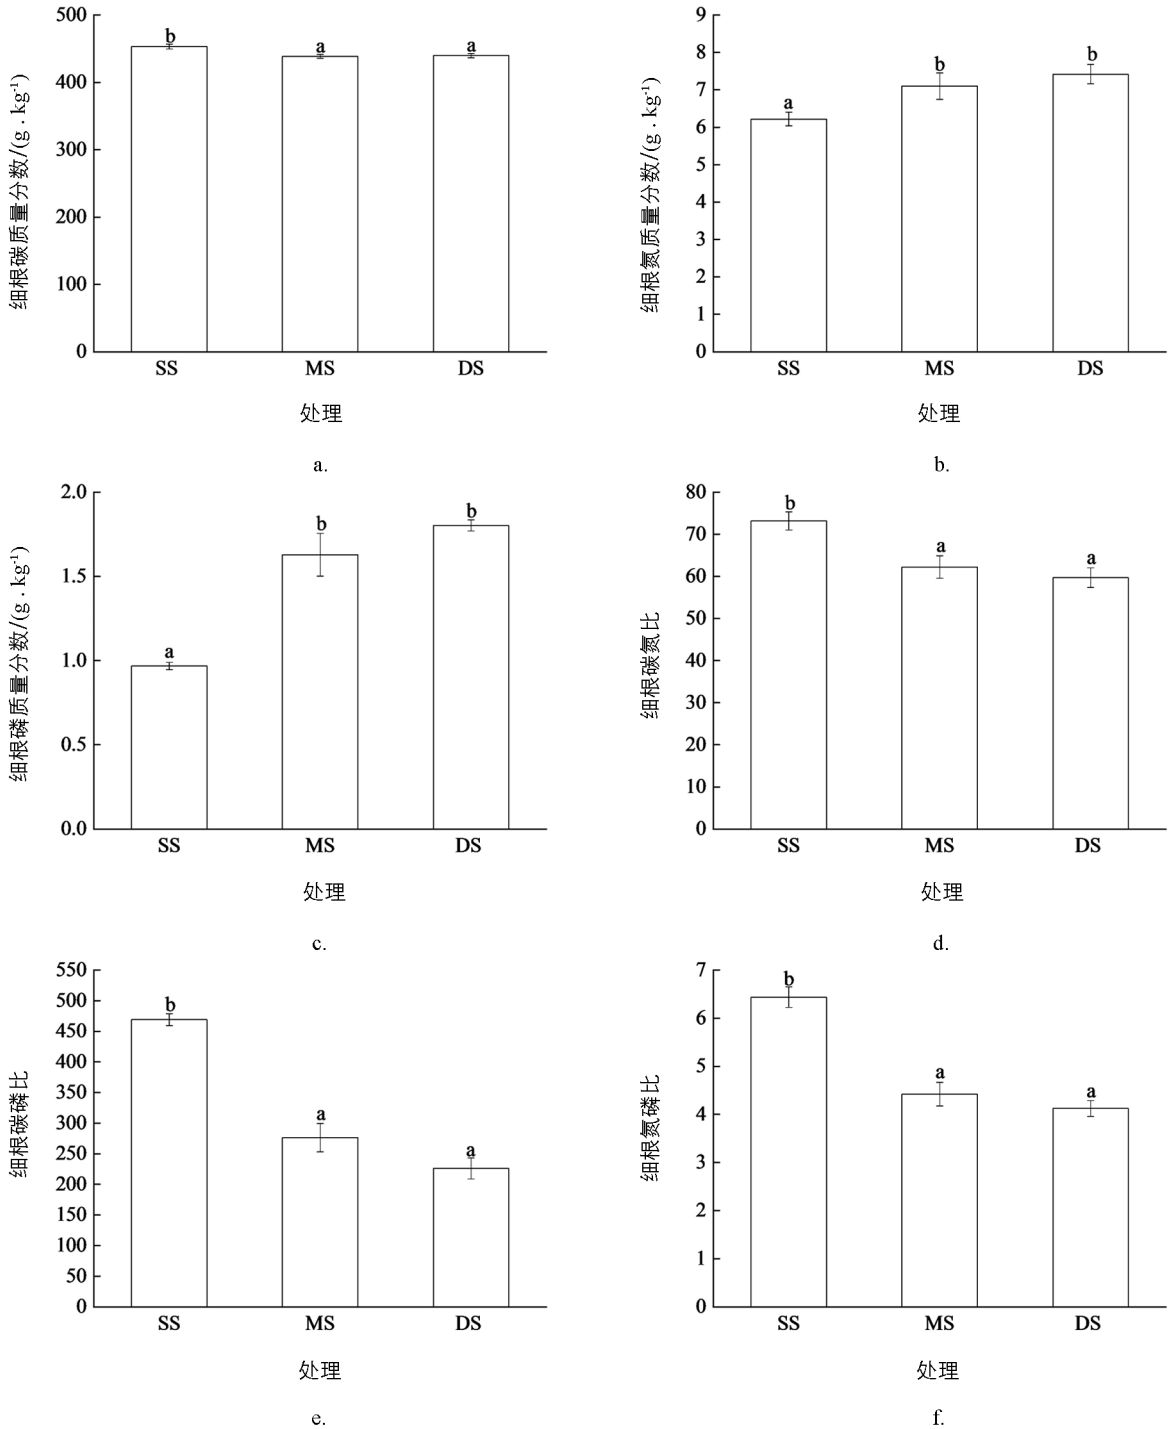 细根碳质量分数/(g . kg-1)
500
400
300
200
100
0
b
a
a
SS
MS
DS
处理
a.
细根氮质量分数/(g . kg-1)
9
8
7
6
5
4
3
2
1
0
a
b
b
SS
MS
DS
处理
b.
细根磷质量分数/(g . kg-1)
2.0
1.5
1.0
0.5
0.0
a
b
b
SS
MS
DS
处理
c.
细根碳氮比
80
70
60
50
40
30
20
10
0
b
a
a
SS
MS
DS
处理
d.
细根碳磷比
550
500
450
400
350
300
250
200
150
100
50
0
b
a
a
SS
MS
DS
处理
e.
细根氮磷比
7
6
5
4
3
2
1
0
b
a
a
SS
MS
DS
处理
f.